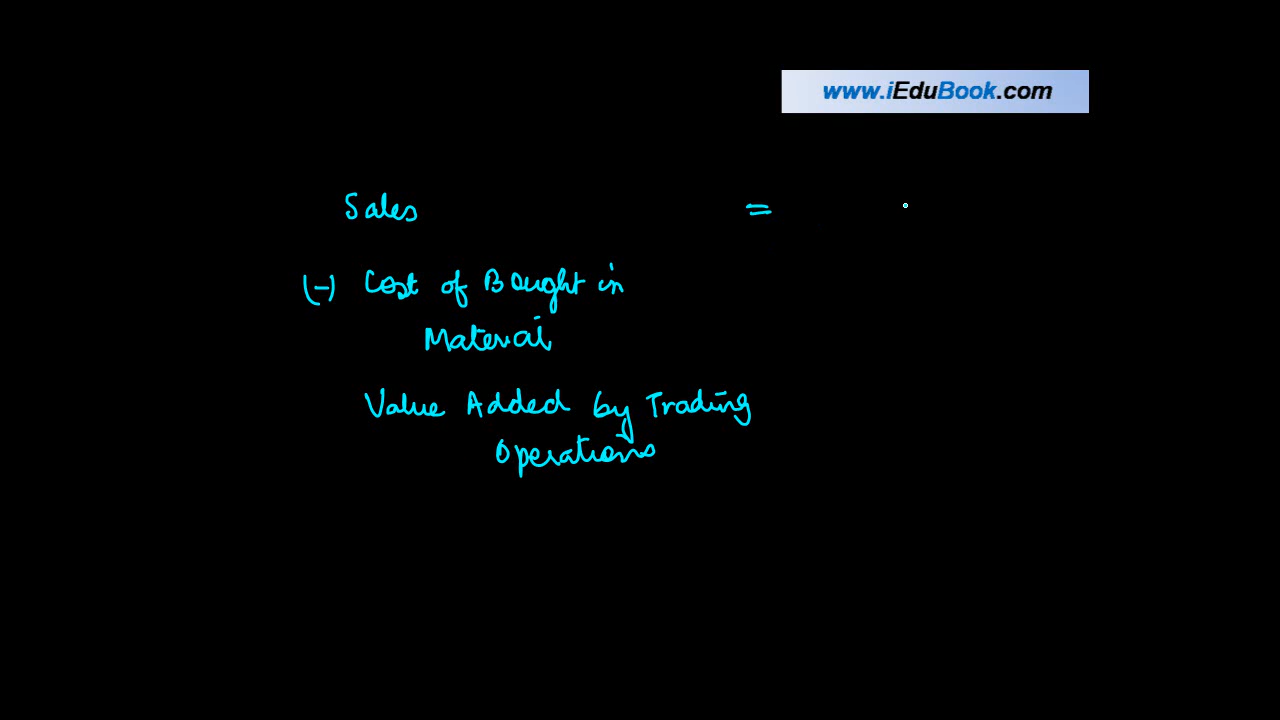 www.iEduBook.com
Sales =
(-) Cost of Bought in
Material
Value Added by Trading
Operations